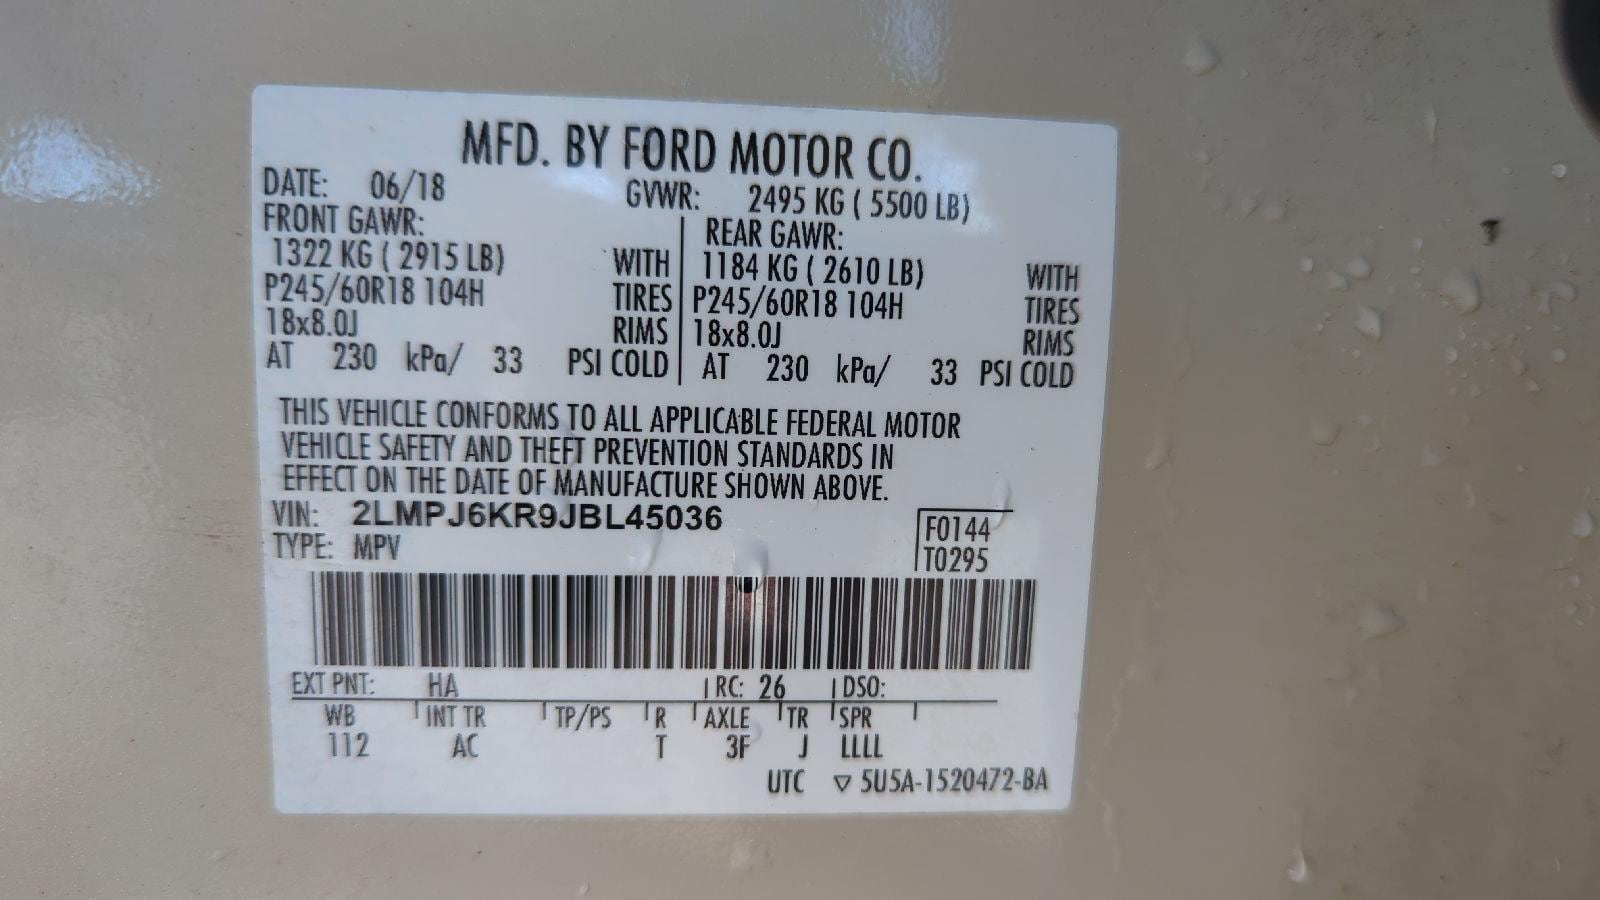 MFD. BY FORD MOTOR CO.
DATE: 06/18 GVWR: 2495 KG ( 5500 LB)
FRONT GAWR: REAR GAWR:
1322 KG ( 2915 LB) WITH 1184 KG ( 2610 LB) WITH
P245/60R18 104H TIRES P245/60R18 104H TIRES
18x8.0J RIMS 18x8.0J RIMS
AT 230 kPa/ 33 PSI COLD AT 230 kPa/ 33 PSI COLD
THIS VEHICLE CONFORMS TO ALL APPLICABLE FEDERAL MOTOR
VEHICLE SAFETY AND THEFT PREVENTION STANDARDS IN
EFFECT ON THE DATE OF MANUFACTURE SHOWN ABOVE.
VIN: 2LMPJ6KR9JBL45036
F0144
TYPE: MPV
T0295
EXT PNT: HA RC: 26 DSO:
WB INT TR TP/PS R AXLE TR SPR
112 AC T 3F J LLLL
UTC ▽ 5U5A-1520472-BA